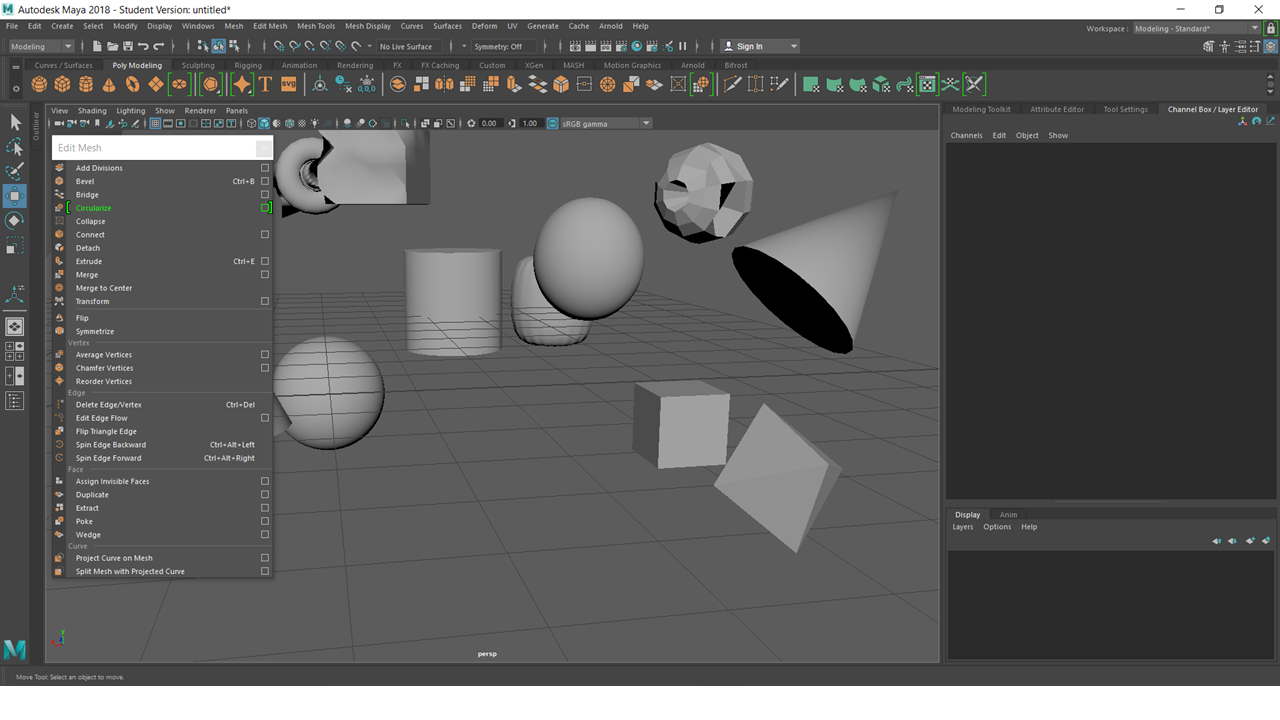 Autodesk Maya 2018 - Student Version: untitled*
File Edit Create Select Modify Display Windows Mesh Edit Mesh Mesh Tools Mesh Display Curves Surfaces Deform UV Generate Cache Arnold Help
Workspace : Modeling - Standard*
Modeling No Live Surface Symmetry: Off Sign In
Curves / Surfaces Poly Modeling Sculpting Rigging Animation Rendering FX FX Caching Custom XGen MASH Motion Graphics Arnold Bifrost
SVG
0,0,0
Outliner
View Shading Lighting Show Renderer Panels
0.00 1.00 sRGB gamma
Modeling Toolkit Attribute Editor Tool Settings Channel Box / Layer Editor
Channels Edit Object Show
Edit Mesh
Add Divisions
Bevel Ctrl+B
Bridge
Circularize
Collapse
Connect
Detach
Extrude Ctrl+E
Merge
Merge to Center
Transform
Flip
Symmetrize
Vertex
Average Vertices
Chamfer Vertices
Reorder Vertices
Edge
Delete Edge/Vertex Ctrl+Del
Edit Edge Flow
Flip Triangle Edge
Spin Edge Backward Ctrl+Alt+Left
Spin Edge Forward Ctrl+Alt+Right
Face
Assign Invisible Faces
Duplicate
Extract
Poke
Wedge
Curve
Project Curve on Mesh
Split Mesh with Projected Curve
Display Anim
Layers Options Help
persp
Move Tool: Select an object to move.